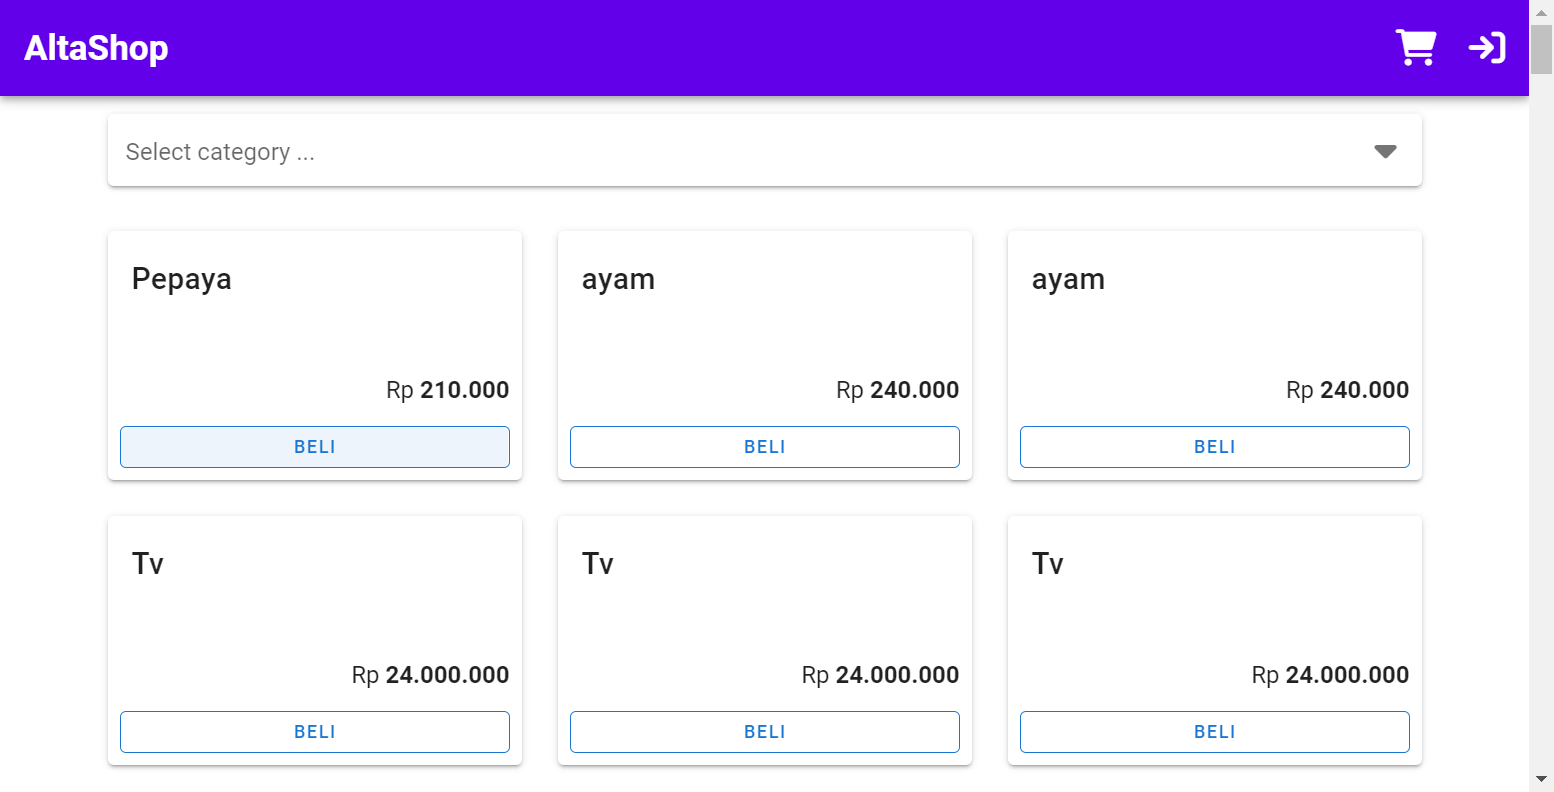 AltaShop
Select category ...
Pepaya
ayam
ayam
Rp 210.000
Rp 240.000
Rp 240.000
BELI
BELI
BELI
Tv
Tv
Tv
Rp 24.000.000
Rp 24.000.000
Rp 24.000.000
BELI
BELI
BELI